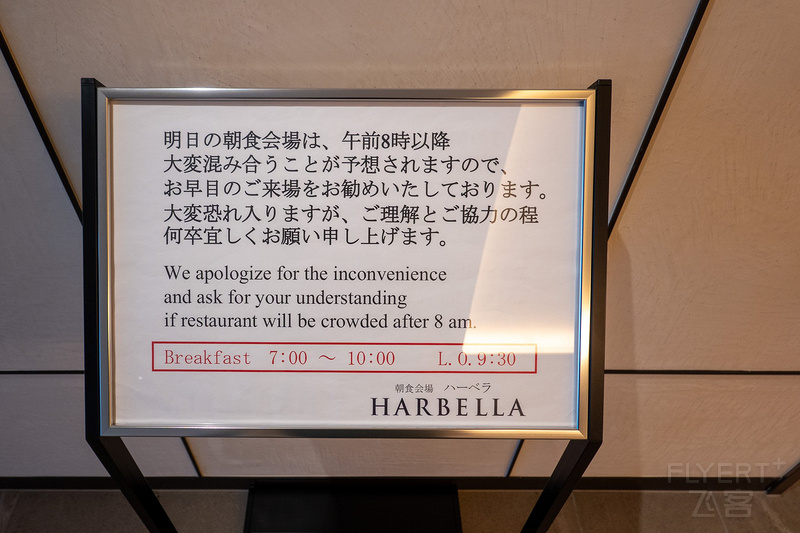 明日の朝食会場は、午前8時以降
大変混み合うことが予想されますので、
お早目のご来場をお勧めいたしております。
大変恐れ入りますが、ご理解とご協力の程
何卒宜しくお願い申し上げます。
We apologize for the inconvenience
and ask for your understanding
if restaurant will be crowded after 8 am.
Breakfast 7:00 ～ 10:00 L.O.9:30
朝食会場 ハーベラ
HARBELLA
FLYERT+
飞客